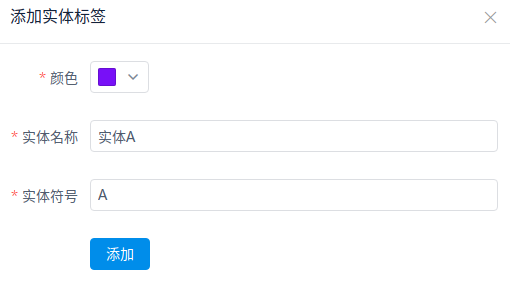 添加实体标签
* 颜色
* 实体名称 实体A
* 实体符号 A
添加